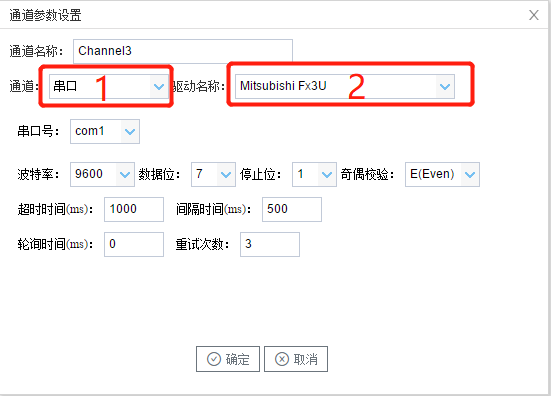 通道参数设置
通道名称： Channel3
通道： 串口 1 驱动名称： Mitsubishi Fx3U 2
串口号： com1
波特率： 9600 数据位： 7 停止位： 1 奇偶校验： E(Even)
超时时间(ms)： 1000 间隔时间(ms)： 500
轮询时间(ms)： 0 重试次数： 3
确定 取消